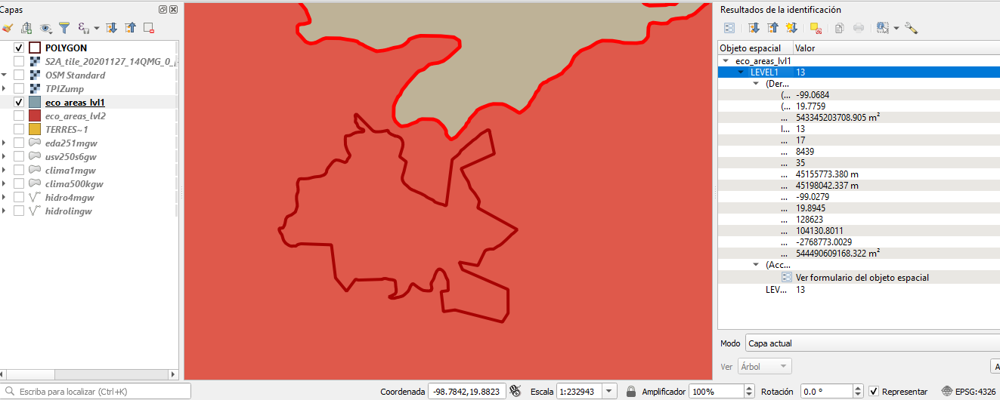 Capas
POLYGON
S2A_tile_20201127_14QMG_0_
OSM Standard
TPIZump
eco_areas_lvl1
eco_areas_lvl2
TERRES~1
eda251mgw
usv250s6gw
clima1mgw
clima500kgw
hidro4mgw
hidrolingw
Resultados de la identificación
Objeto espacial Valor
eco_areas_lvl1
LEVEL1 13
(Der...
(... -99.0684
(... 19.7759
... 543345203708.905 m²
I... 13
... 17
... 8439
... 35
... 45155773.380 m
... 45198042.337 m
... -99.0279
... 19.8945
... 128623
... 104130.8011
... -2768773.0029
... 544490609168.322 m²
(Acc...
Ver formulario del objeto espacial
LEV... 13
Modo Capa actual
Ver Árbol A
Escriba para localizar (Ctrl+K) Coordenada -98.7842,19.8823 Escala 1:232943 Amplificador 100% Rotación 0.0 ° Representar EPSG:4326